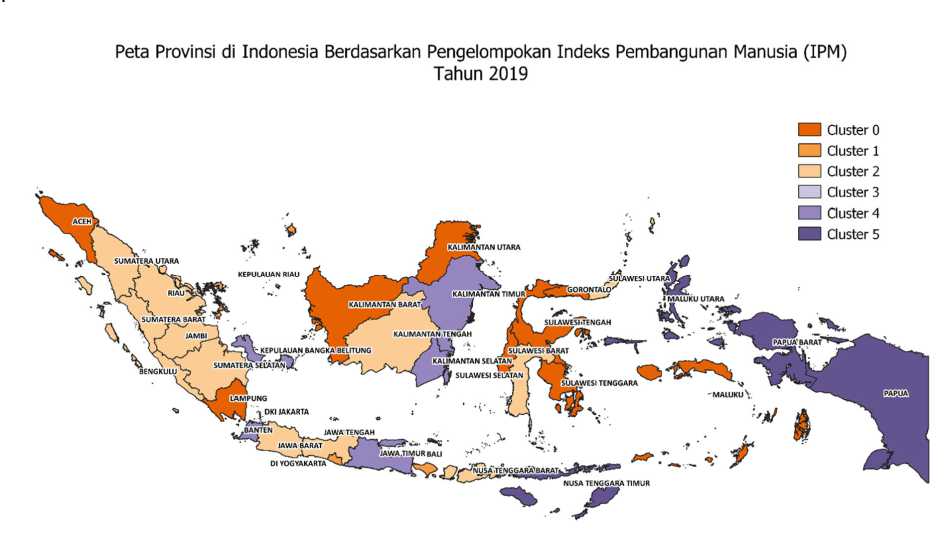 Peta Provinsi di Indonesia Berdasarkan Pengelompokan Indeks Pembangunan Manusia (IPM)
Tahun 2019
Cluster 0
Cluster 1
Cluster 2
Cluster 3
Cluster 4
Cluster 5
ACEH
SUMATERA UTARA
RIAU
KEPULAUAN RIAU
SUMATERA BARAT
JAMBI
BENGKULU
SUMATERA SELATAN
KEPULAUAN BANGKA BELITUNG
LAMPUNG
DKI JAKARTA
BANTEN
JAWA BARAT
JAWA TENGAH
DI YOGYAKARTA
JAWA TIMUR
BALI
NUSA TENGGARA BARAT
NUSA TENGGARA TIMUR
KALIMANTAN UTARA
KALIMANTAN BARAT
KALIMANTAN TIMUR
KALIMANTAN TENGAH
KALIMANTAN SELATAN
SULAWESI UTARA
GORONTALO
SULAWESI TENGAH
SULAWESI BARAT
SULAWESI SELATAN
SULAWESI TENGGARA
MALUKU UTARA
MALUKU
PAPUA BARAT
PAPUA